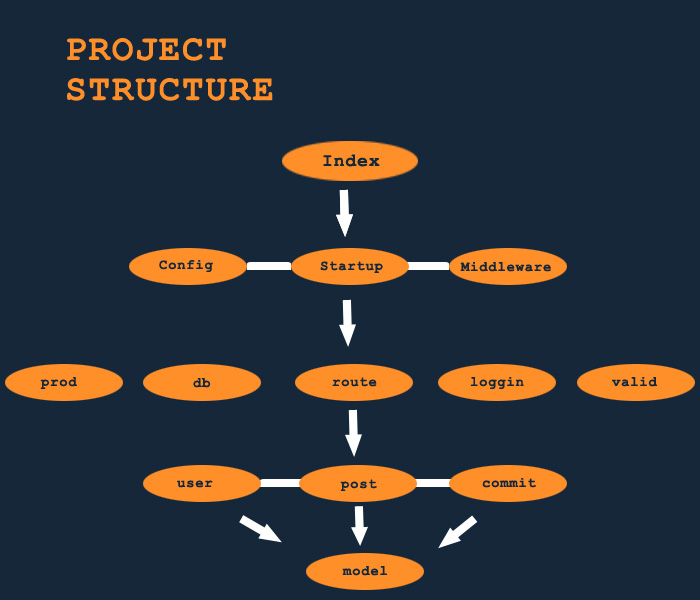 PROJECT
STRUCTURE
Index
Config Startup Middleware
prod db route loggin valid
user post commit
model